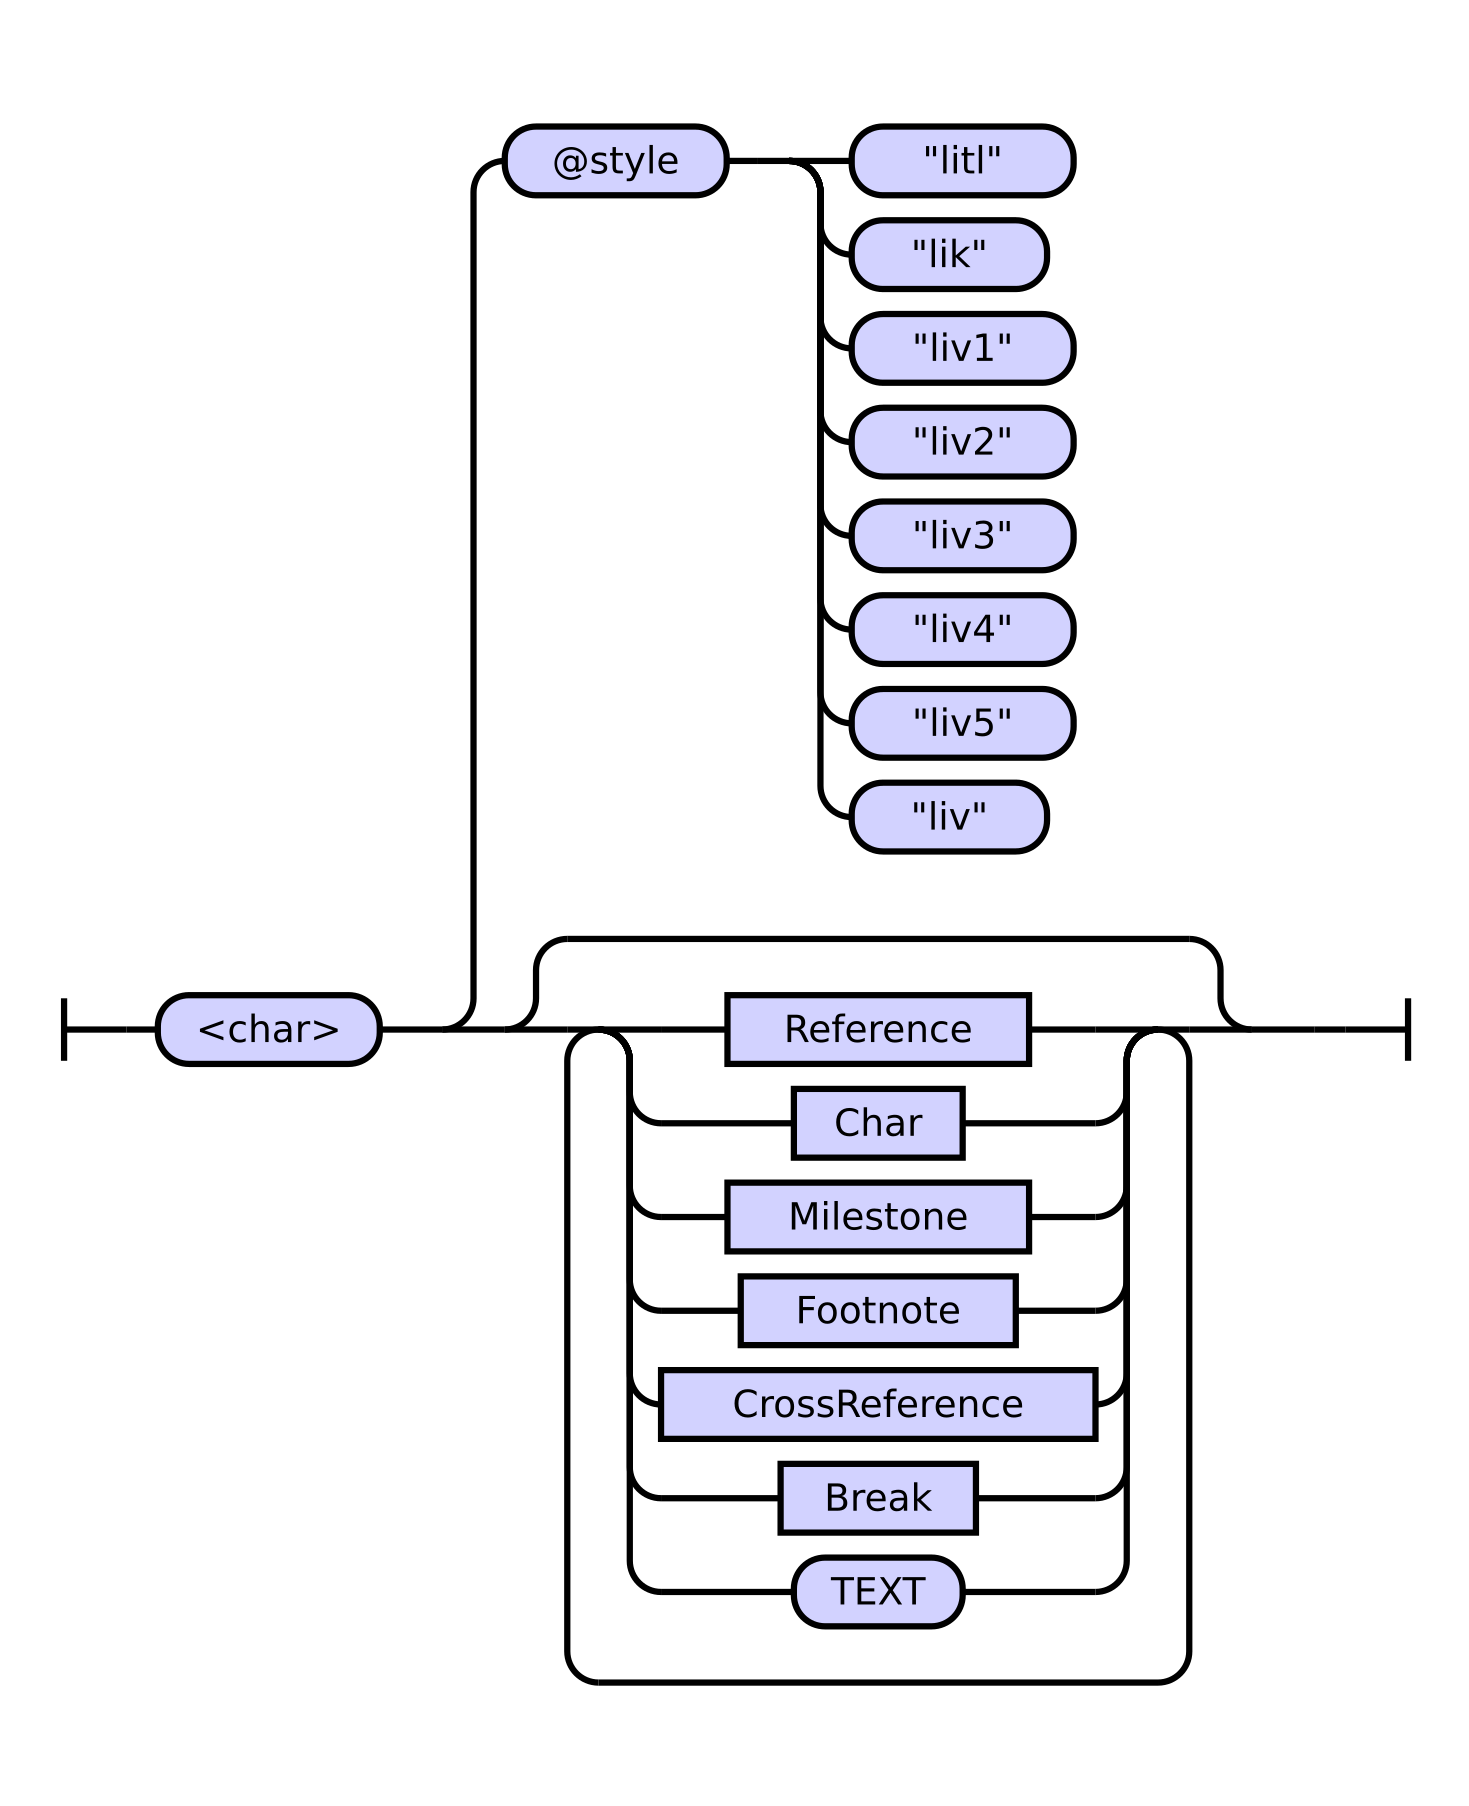 @style
"litl"
"lik"
"liv1"
"liv2"
"liv3"
"liv4"
"liv5"
"liv"
<char>
Reference
Char
Milestone
Footnote
CrossReference
Break
TEXT